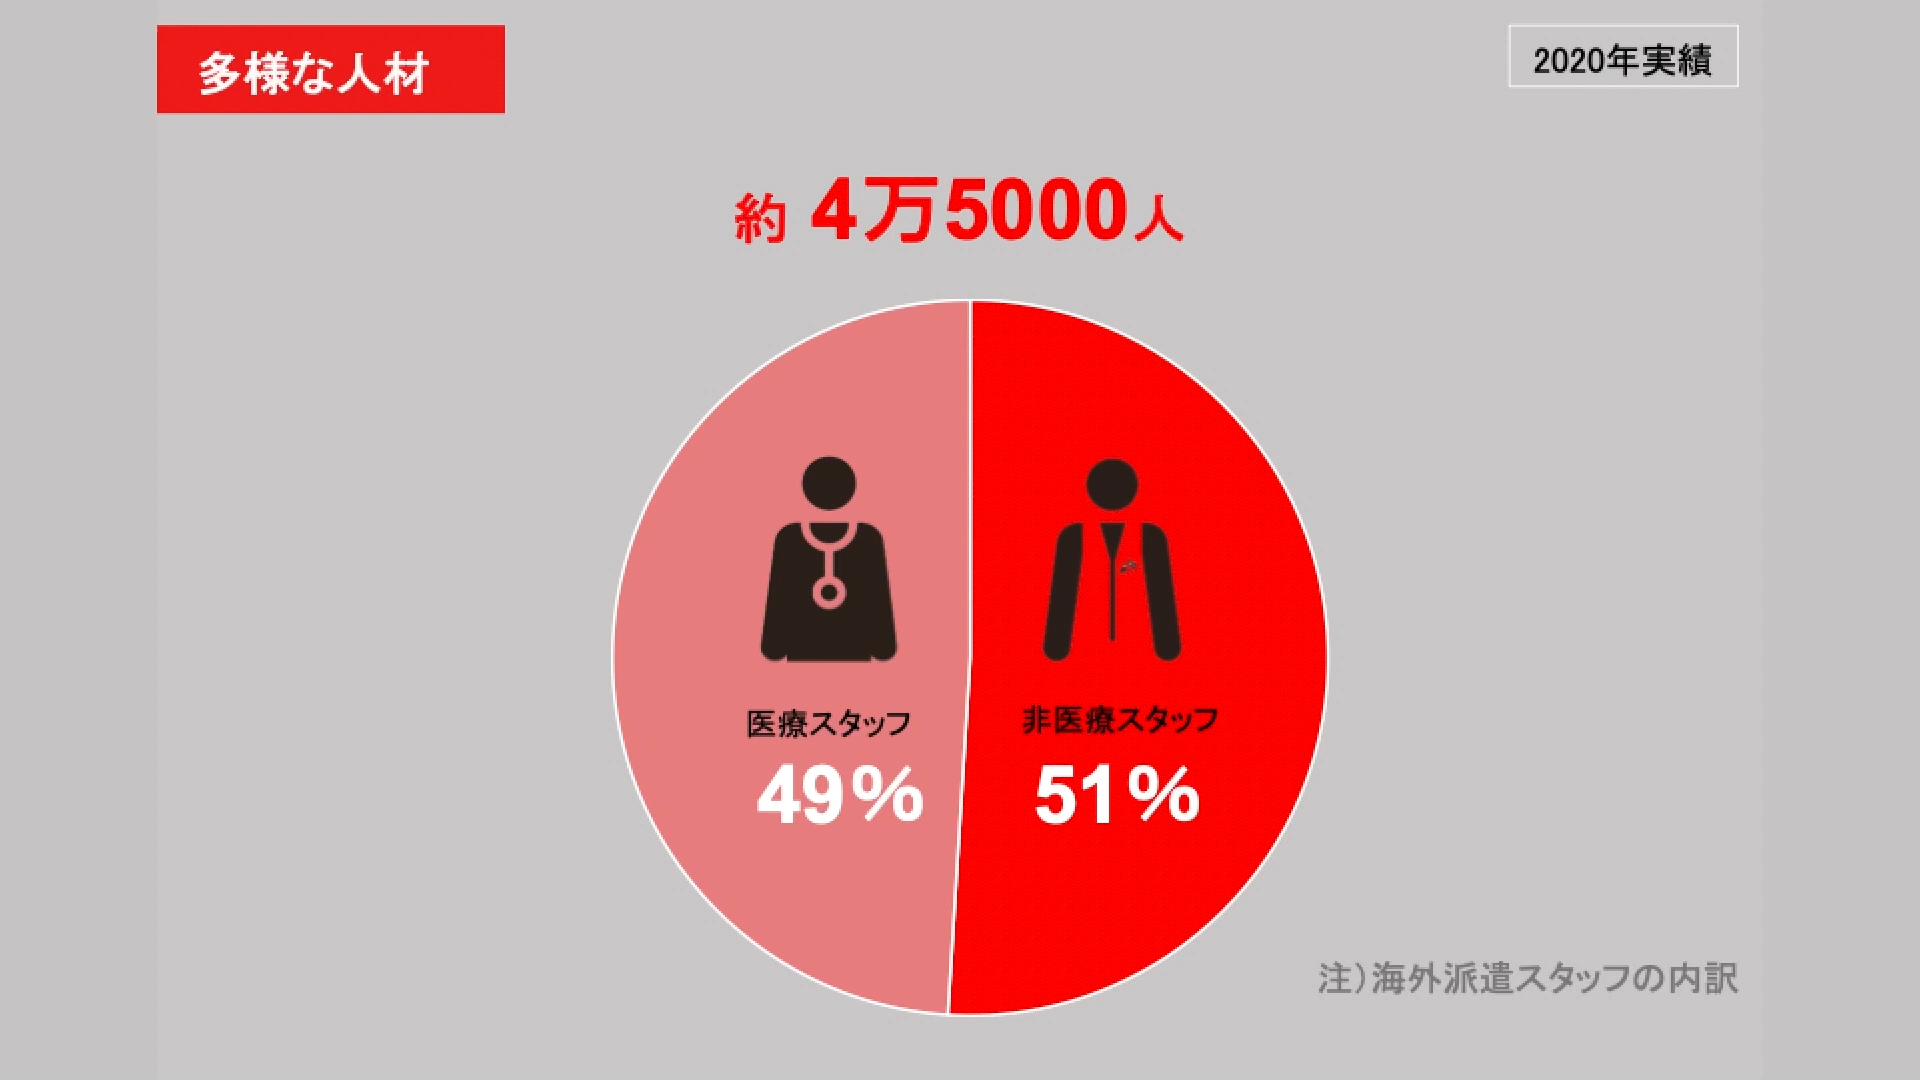 多様な人材
2020年実績
約 4万5000人
医療スタッフ
49%
非医療スタッフ
51%
注）海外派遣スタッフの内訳